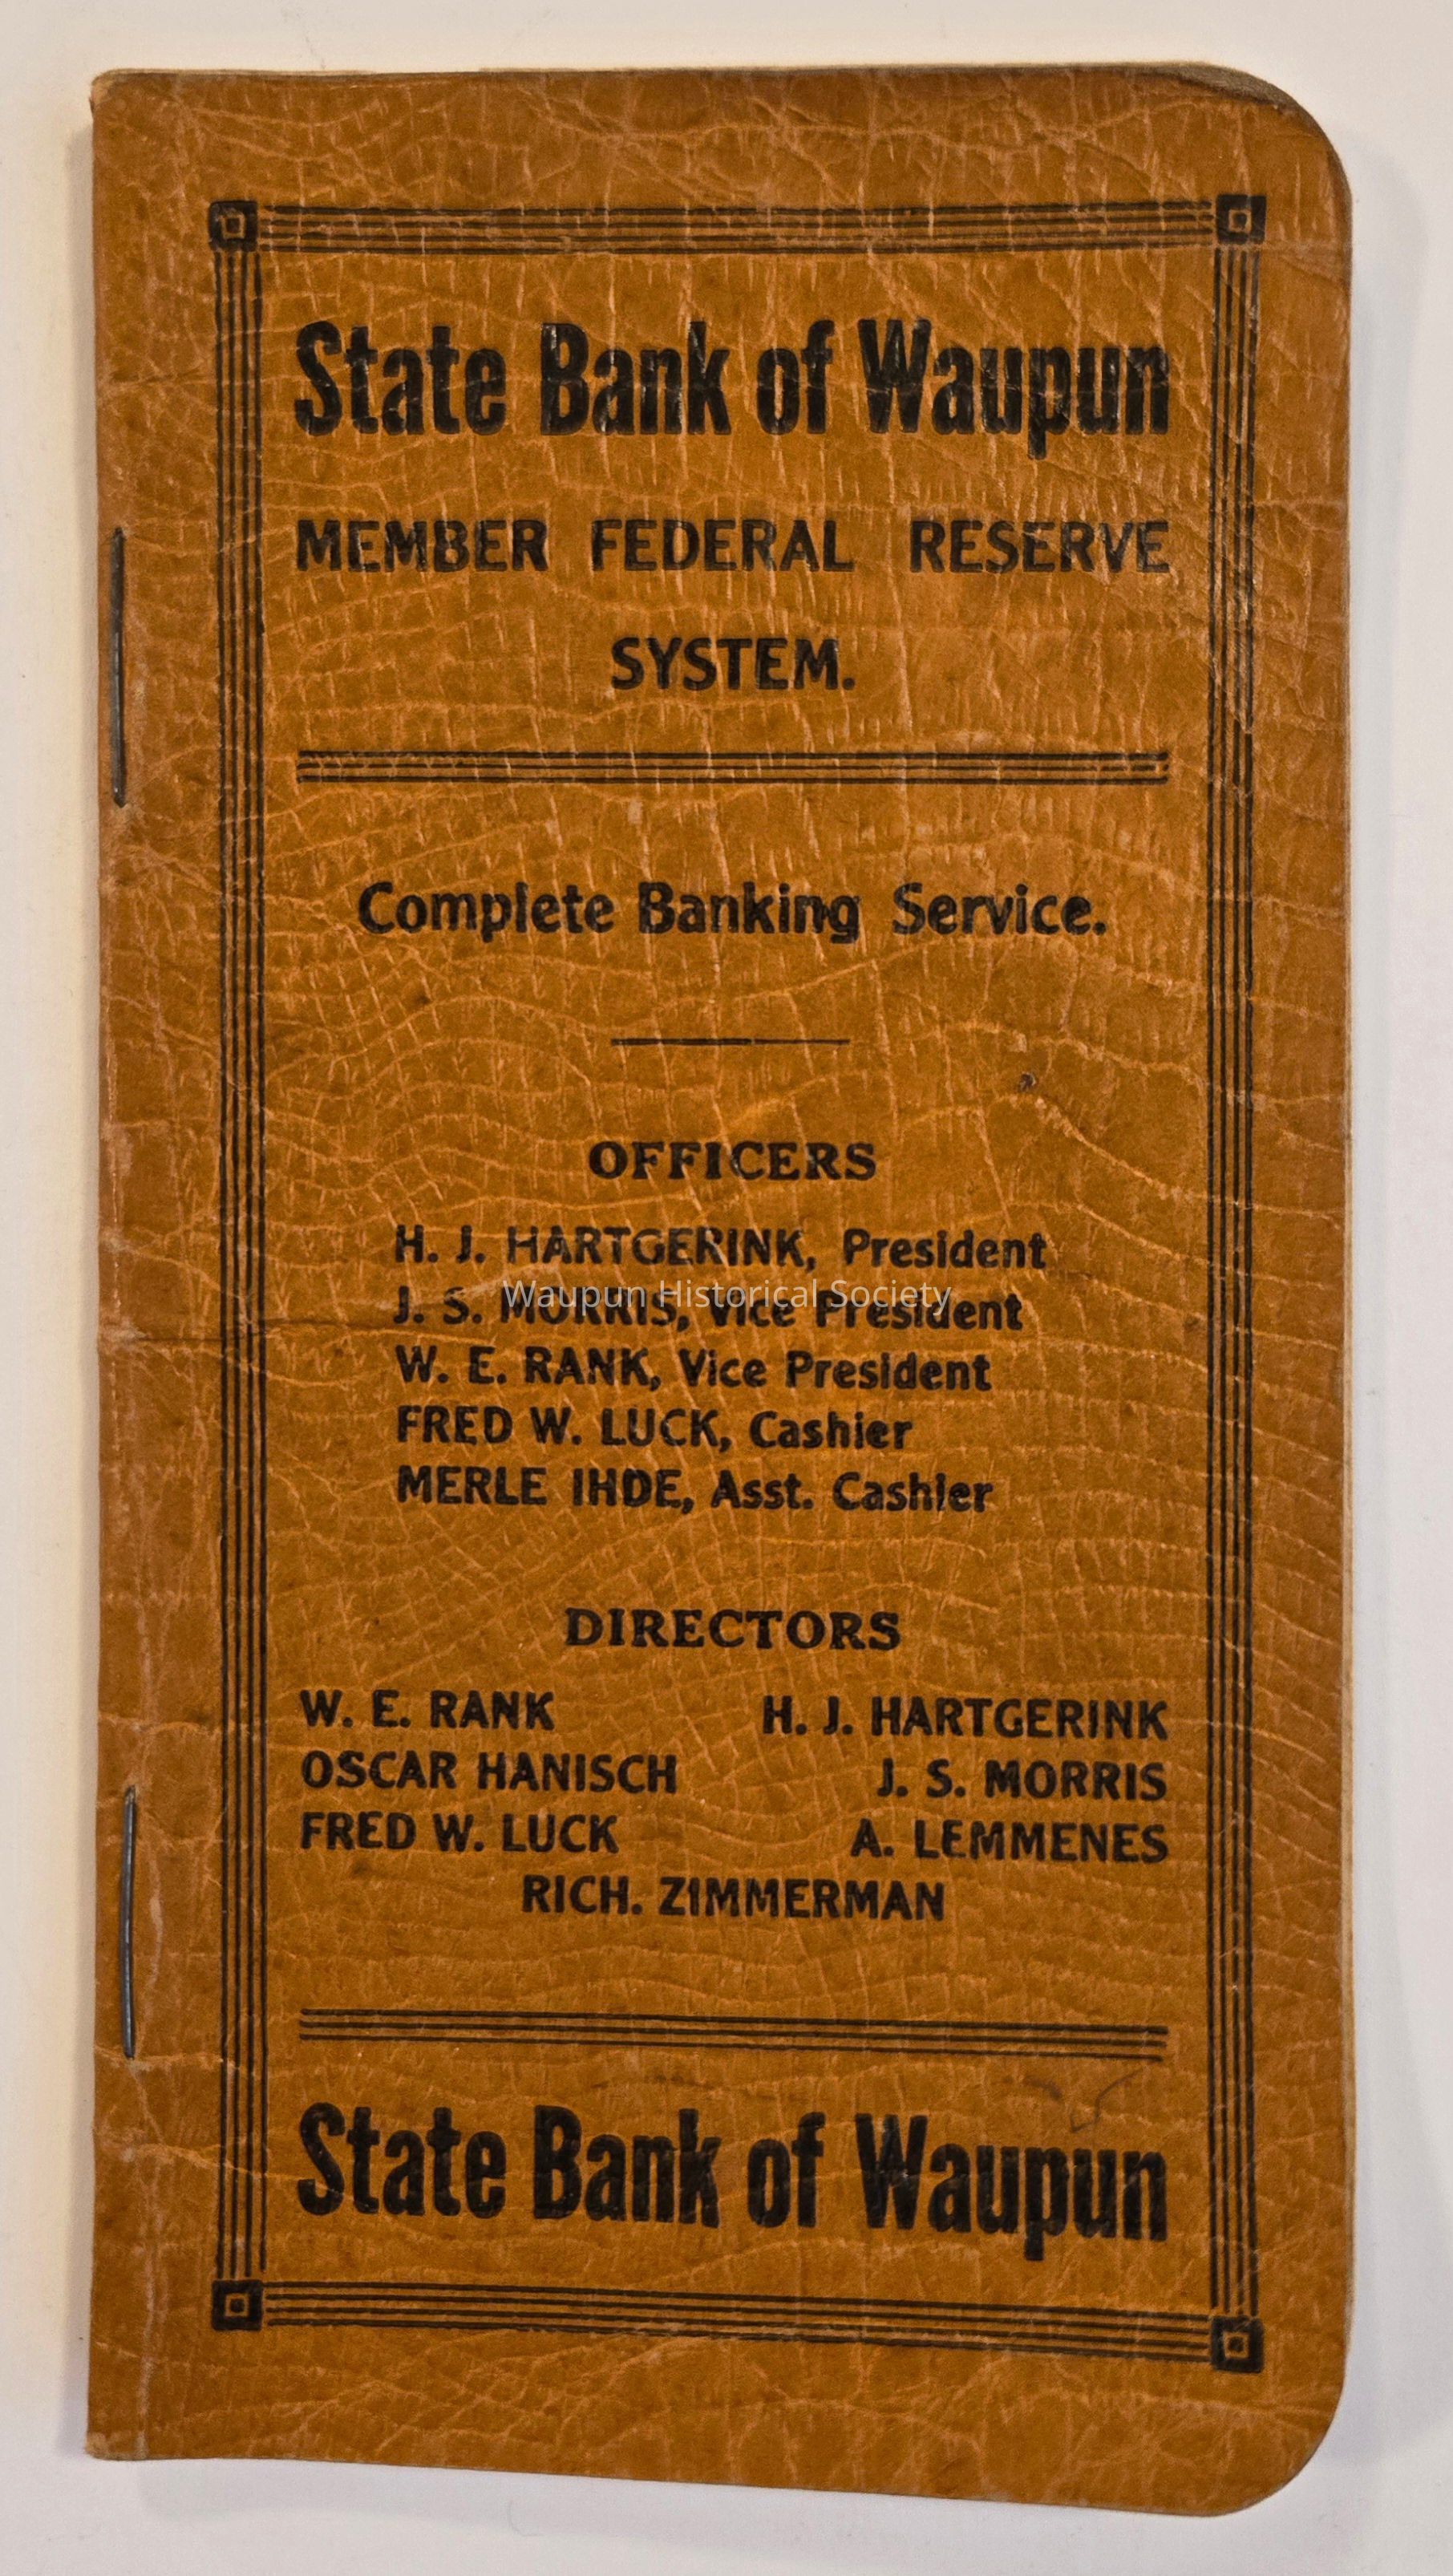 State Bank of Waupun
MEMBER FEDERAL RESERVE
SYSTEM.
Complete Banking Service.
OFFICERS
H. J. HARTGERINK, President
Waupun Historical Society
J. S. MORRIS, Vice President
W. E. RANK, Vice President
FRED W. LUCK, Cashier
MERLE IHDE, Asst. Cashier
DIRECTORS
W. E. RANK H. J. HARTGERINK
OSCAR HANISCH J. S. MORRIS
FRED W. LUCK A. LEMMENES
RICH. ZIMMERMAN
State Bank of Waupun